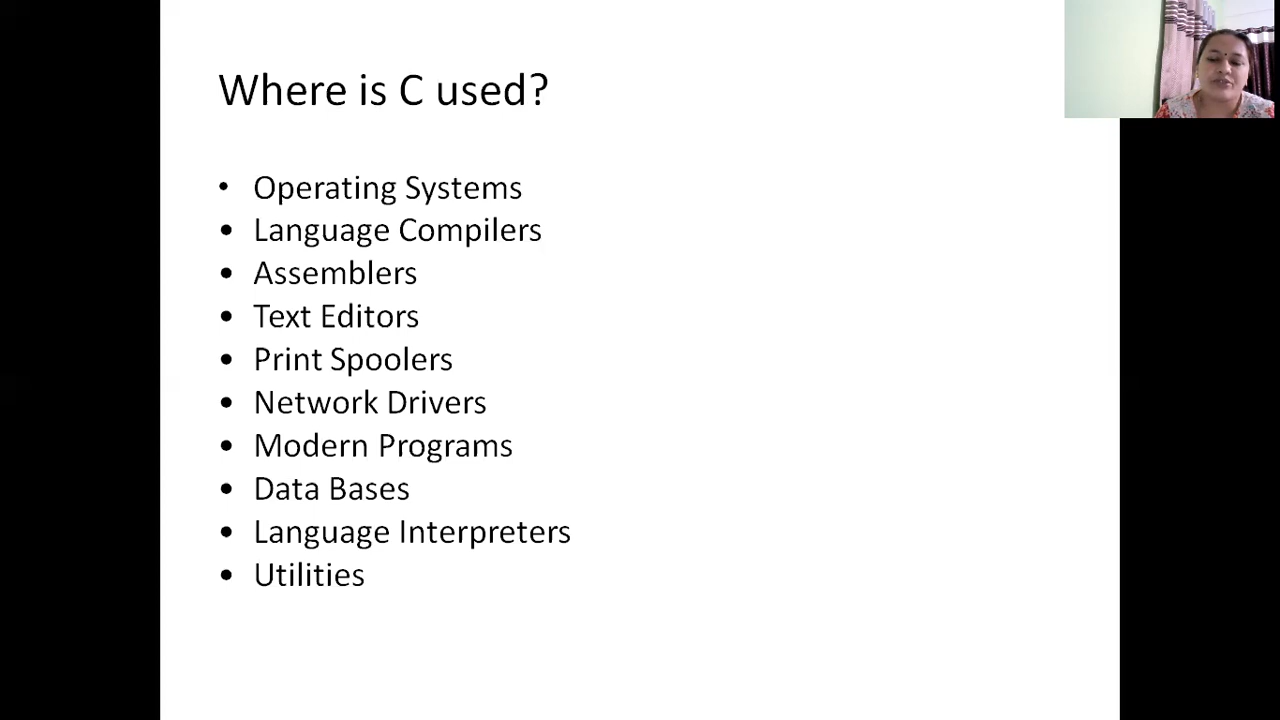 Where is C used?
• Operating Systems
• Language Compilers
• Assemblers
• Text Editors
• Print Spoolers
• Network Drivers
• Modern Programs
• Data Bases
• Language Interpreters
• Utilities